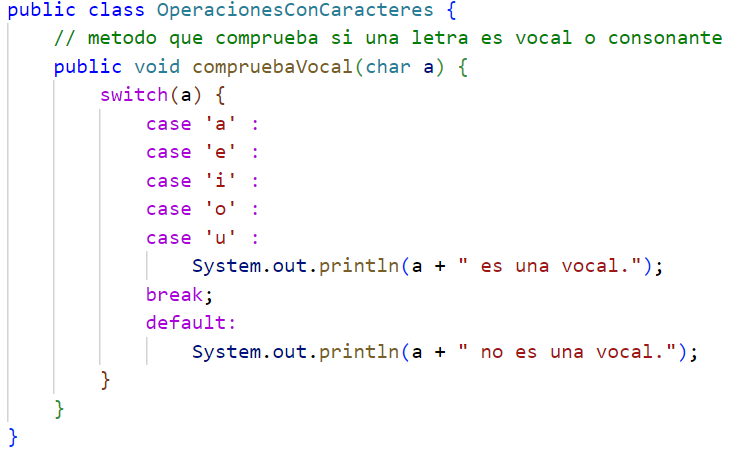 public class OperacionesConCaracteres {
    // metodo que comprueba si una letra es vocal o consonante
    public void compruebaVocal(char a) {
        switch(a) {
            case 'a' :
            case 'e' :
            case 'i' :
            case 'o' :
            case 'u' :
                System.out.println(a + " es una vocal.");
            break;
            default:
                System.out.println(a + " no es una vocal.");
        }
    }
}